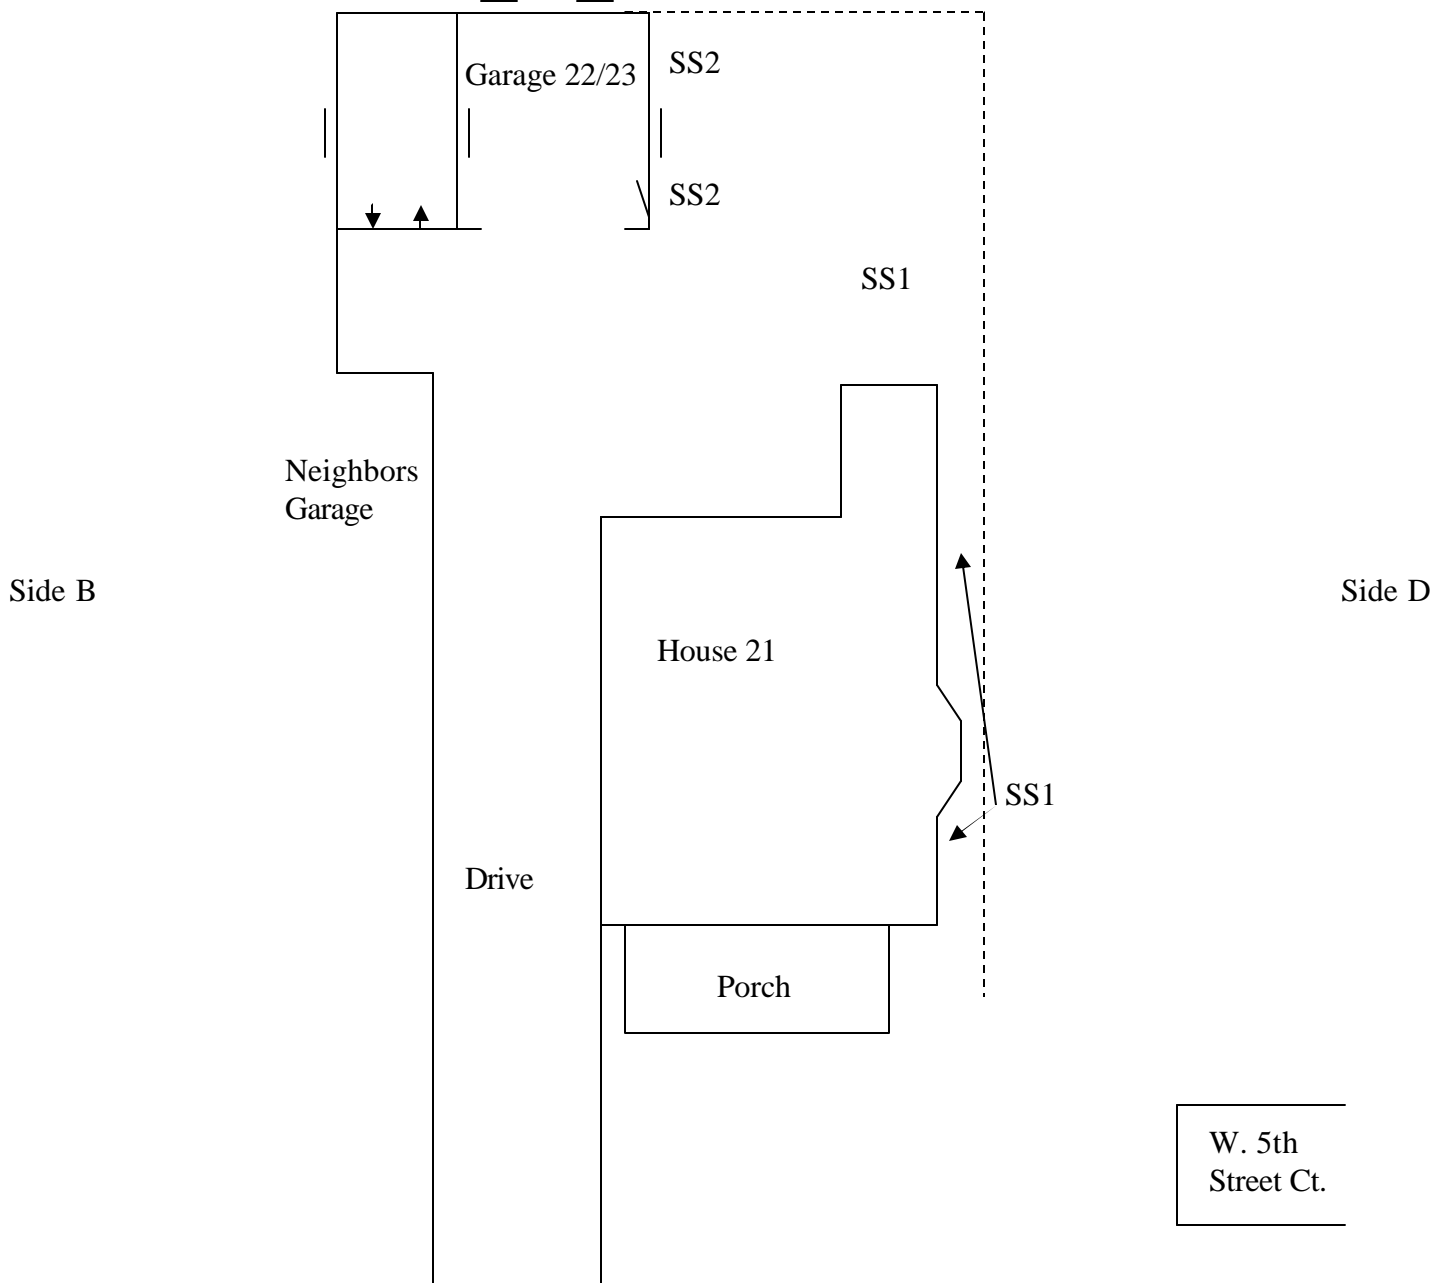 Garage 22/23
SS2
SS2
SS1
Neighbors
Garage
Side B
Side D
House 21
SS1
Drive
Porch
W. 5th
Street Ct.